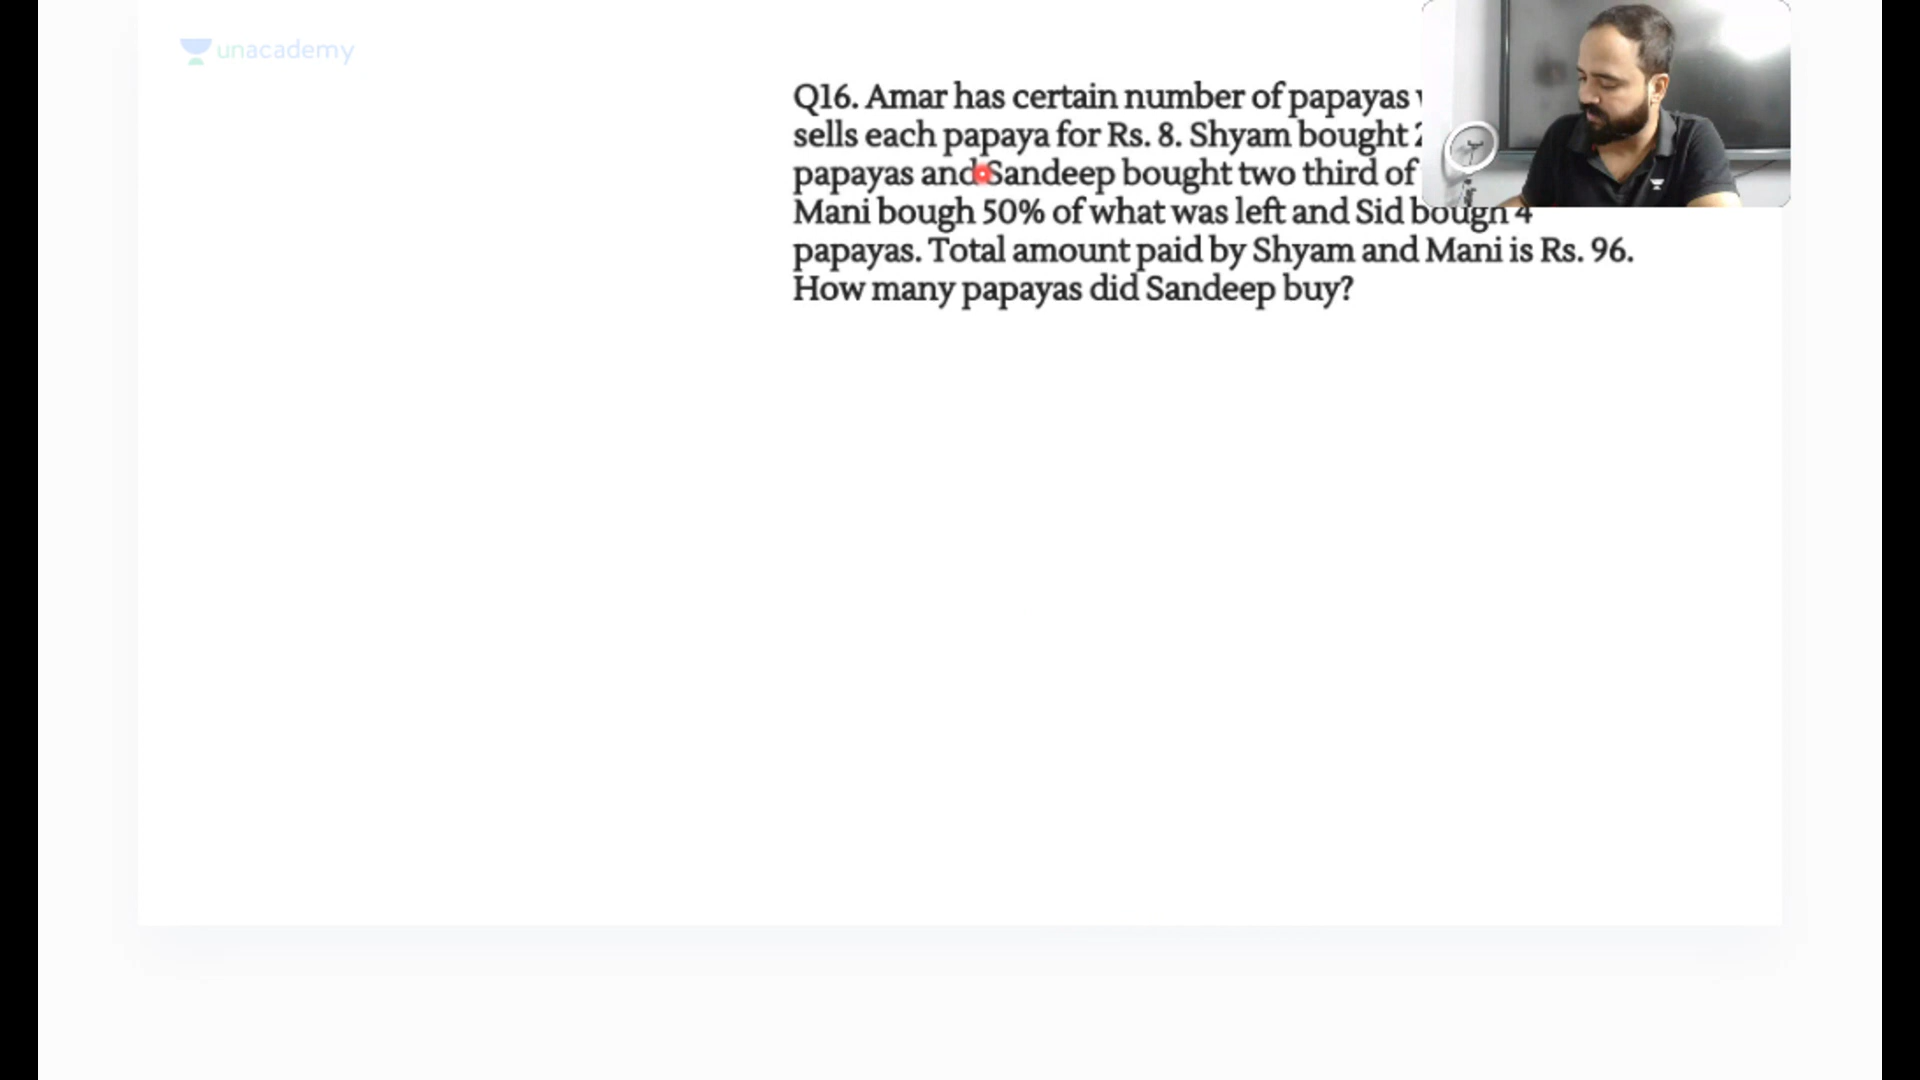 unacademy
Q16. Amar has certain number of papayas
sells each papaya for Rs. 8. Shyam bought
papayas and Sandeep bought two third of
Mani bough 50% of what was left and Sid bough 4
papayas. Total amount paid by Shyam and Mani is Rs. 96.
How many papayas did Sandeep buy?